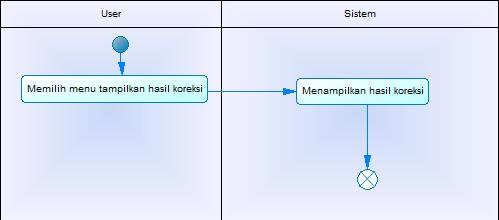 User
Sistem
Memilih menu tampilkan hasil koreksi
Menampilkan hasil koreksi